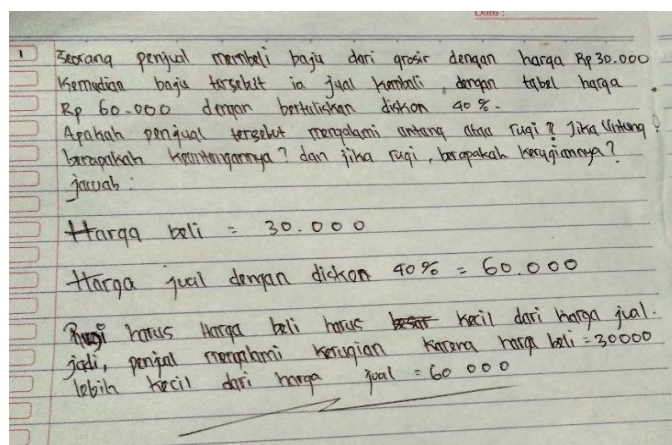 1 Seorang penjual membeli baju dari grosir dengan harga Rp 30.000
Kemudian baju tersebut ia jual kembali, dengan tabel harga
Rp 60.000 dengan bertuliskan diskon 40%.
Apakah penjual tersebut mengalami untung atau rugi? Jika Untung,
berapakah keuntungannya? dan jika rugi, berapakah kerugiannya?
jawab :
Harga beli = 30.000
Harga jual dengan diskon 40% = 60.000
Rugi harus Harga beli harus besar kecil dari harga jual.
jadi, penjal mengalami kerugian karena harga beli = 30000
lebih kecil dari harga jual = 60 000